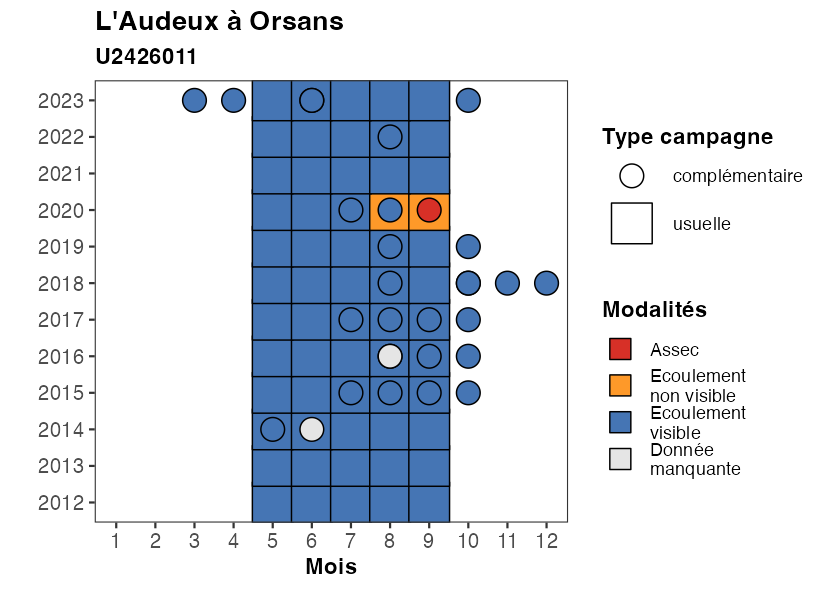 L'Audeux à Orsans
U2426011
2023
2022
2021
2020
2019
2018
2017
2016
2015
2014
2013
2012
1 2 3 4 5 6 7 8 9 10 11 12
Mois
Type campagne
complémentaire
usuelle
Modalités
Assec
Ecoulement
non visible
Ecoulement
visible
Donnée
manquante